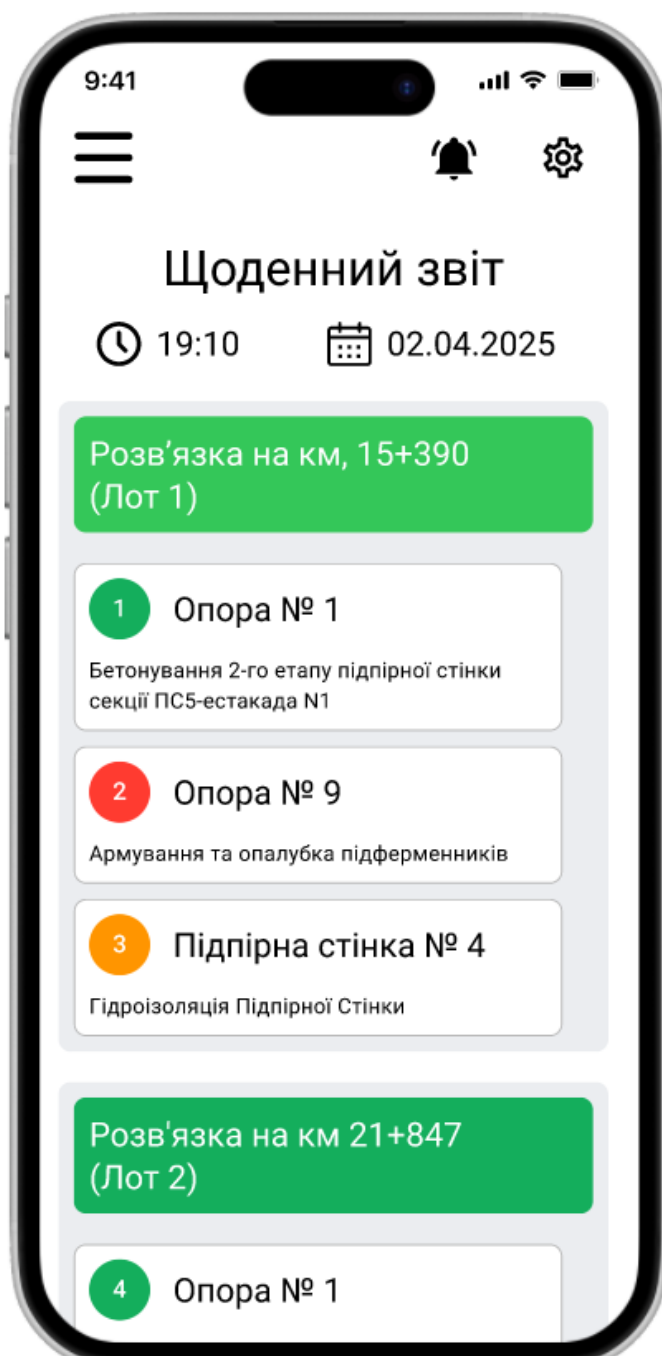 9:41
Щоденний звіт
19:10 02.04.2025
Розв’язка на км, 15+390
(Лот 1)
1 Опора № 1
Бетонування 2-го етапу підпірної стінки
секції ПС5-естакада N1
2 Опора № 9
Армування та опалубка підферменників
3 Підпірна стінка № 4
Гідроізоляція Підпірної Стінки
Розв'язка на км 21+847
(Лот 2)
4 Опора № 1